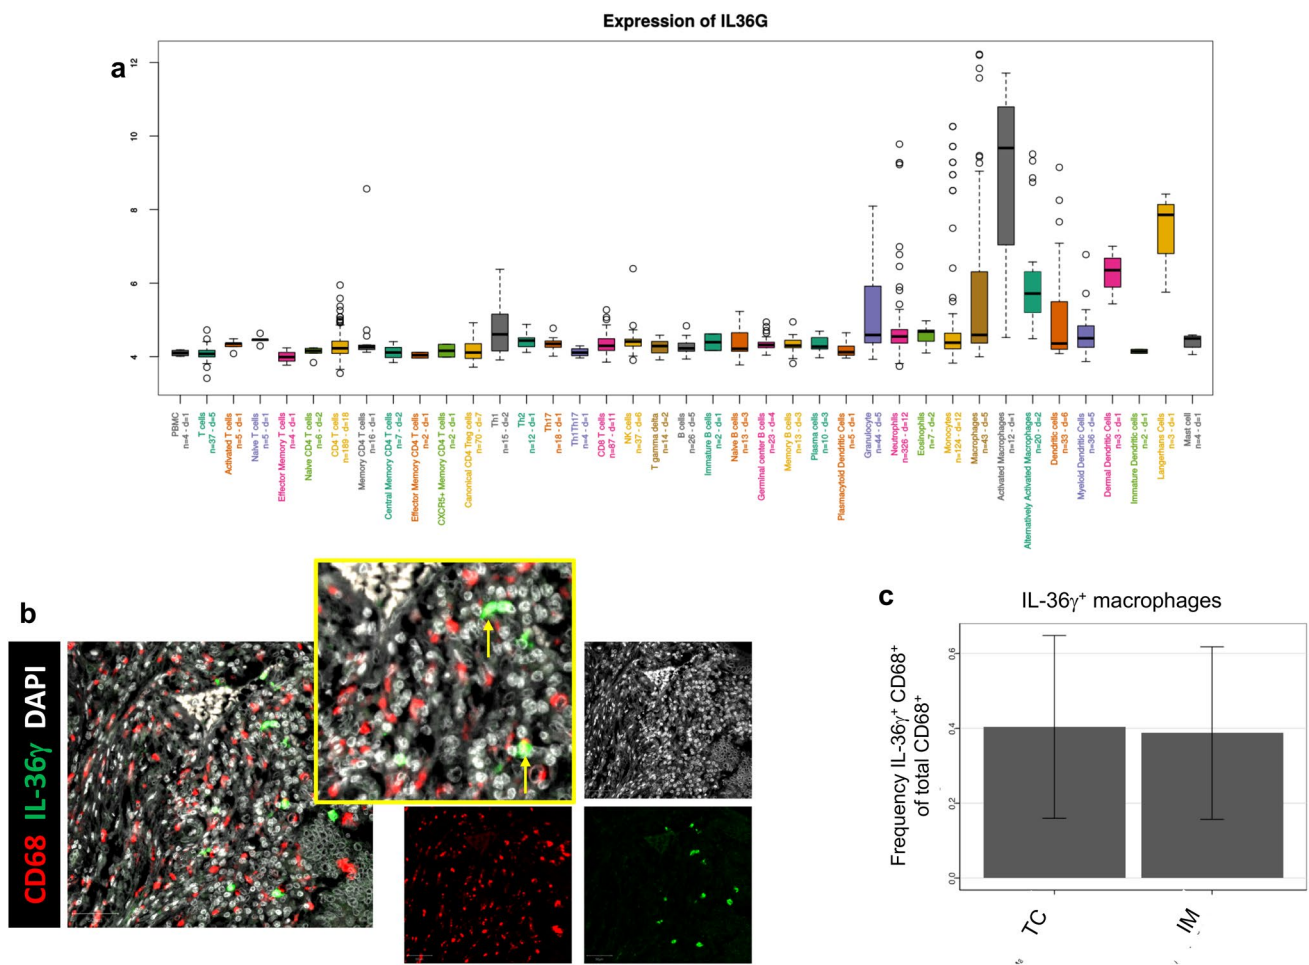 Expression of IL36G
a
12
10
8
6
4
PBMC
n=4 - d=1
T cells
n=37 - d=5
Activated T cells
n=5 - d=1
Naive T cells
n=5 - d=1
Effector Memory T cells
n=4 - d=1
Naive CD4 T cells
n=6 - d=2
CD4 T cells
n=189 - d=18
Memory CD4 T cells
n=16 - d=1
Central Memory CD4 T cells
n=7 - d=2
Effector Memory CD4 T cells
n=2 - d=1
CXCR5+ Memory CD4 T cells
n=2 - d=1
Canonical CD4 Treg cells
n=70 - d=7
Th1
n=15 - d=2
Th2
n=12 - d=1
Th17
n=18 - d=1
Th1Th17
n=4 - d=1
CD8 T cells
n=87 - d=11
NK cells
n=37 - d=6
T gamma delta
n=14 - d=2
B cells
n=26 - d=5
Immature B cells
n=2 - d=1
Naive B cells
n=13 - d=3
Germinal center B cells
n=23 - d=4
Memory B cells
n=13 - d=3
Plasma cells
n=10 - d=3
Plasmacytoid Dendritic Cells
n=5 - d=1
Granulocyte
n=44 - d=5
Neutrophils
n=326 - d=12
Eosinophils
n=7 - d=2
Monocytes
n=124 - d=12
Macrophages
n=43 - d=5
Activated Macrophages
n=12 - d=1
Alternatively Activated Macrophages
n=20 - d=2
Dendritic cells
n=33 - d=6
Myeloid Dendritic Cells
n=36 - d=5
Dermal Dendritic Cells
n=3 - d=1
Immature Dendritic cells
n=2 - d=1
Langerhans Cells
n=3 - d=1
Mast cell
n=4 - d=1
b
CD68 IL-36γ DAPI
c
IL-36γ+ macrophages
Frequency IL-36γ+ CD68+
of total CD68+
0,6
0,4
0,2
0,0
TC
IM